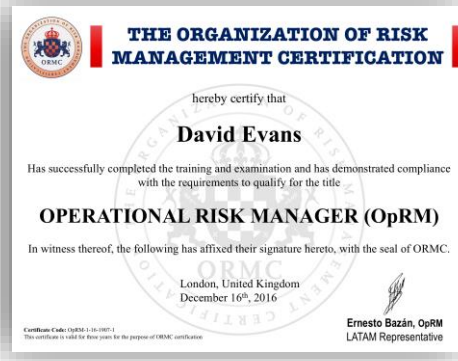 THE ORGANIZATION OF RISK
MANAGEMENT CERTIFICATION
ORMC
hereby certify that
David Evans
Has successfully completed the training and examination and has demonstrated compliance
with the requirements to qualify for the title
OPERATIONAL RISK MANAGER (OpRM)
In witness thereof, the following has affixed their signature hereto, with the seal of ORMC.
ORMC
London, United Kingdom
December 16th, 2016
Ernesto Bazán, OpRM
LATAM Representative
Certificate Code: OpRM-1-16-1987-1
This certificate is valid for three years for the purpose of ORMC certification